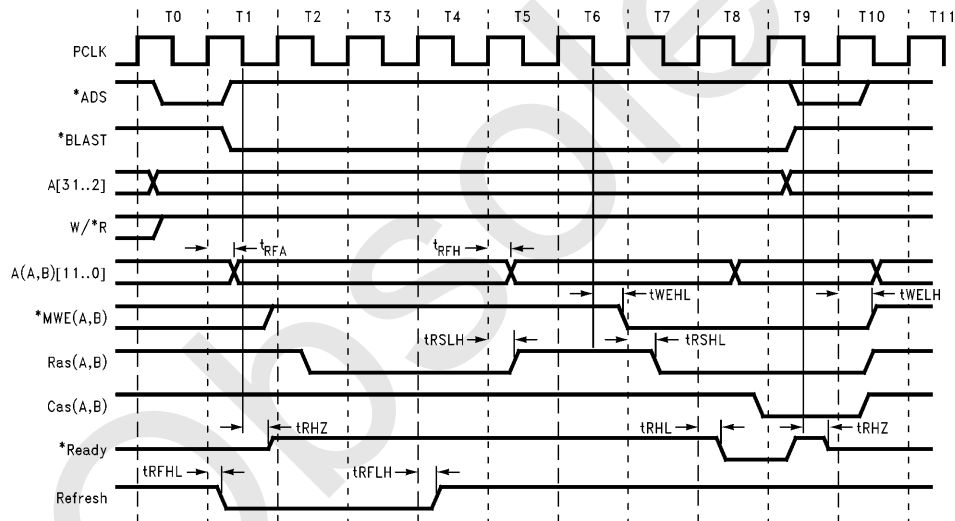 T0 T1 T2 T3 T4 T5 T6 T7 T8 T9 T10 T11
PCLK
*ADS
*BLAST
A[31..2]
W/*R
tRFA tRFH
A(A,B)[11..0]
tWEHL tWELH
*MWE(A,B)
tRSLH tRSHL
Ras(A,B)
Cas(A,B)
tRHZ tRHL tRHZ
*Ready
tRFHL tRFLH
Refresh
Obsole